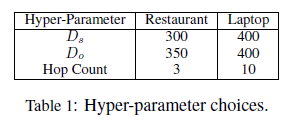 Hyper-Parameter Restaurant Laptop
Dₛ 300 400
Dₒ 350 400
Hop Count 3 10
Table 1: Hyper-parameter choices.